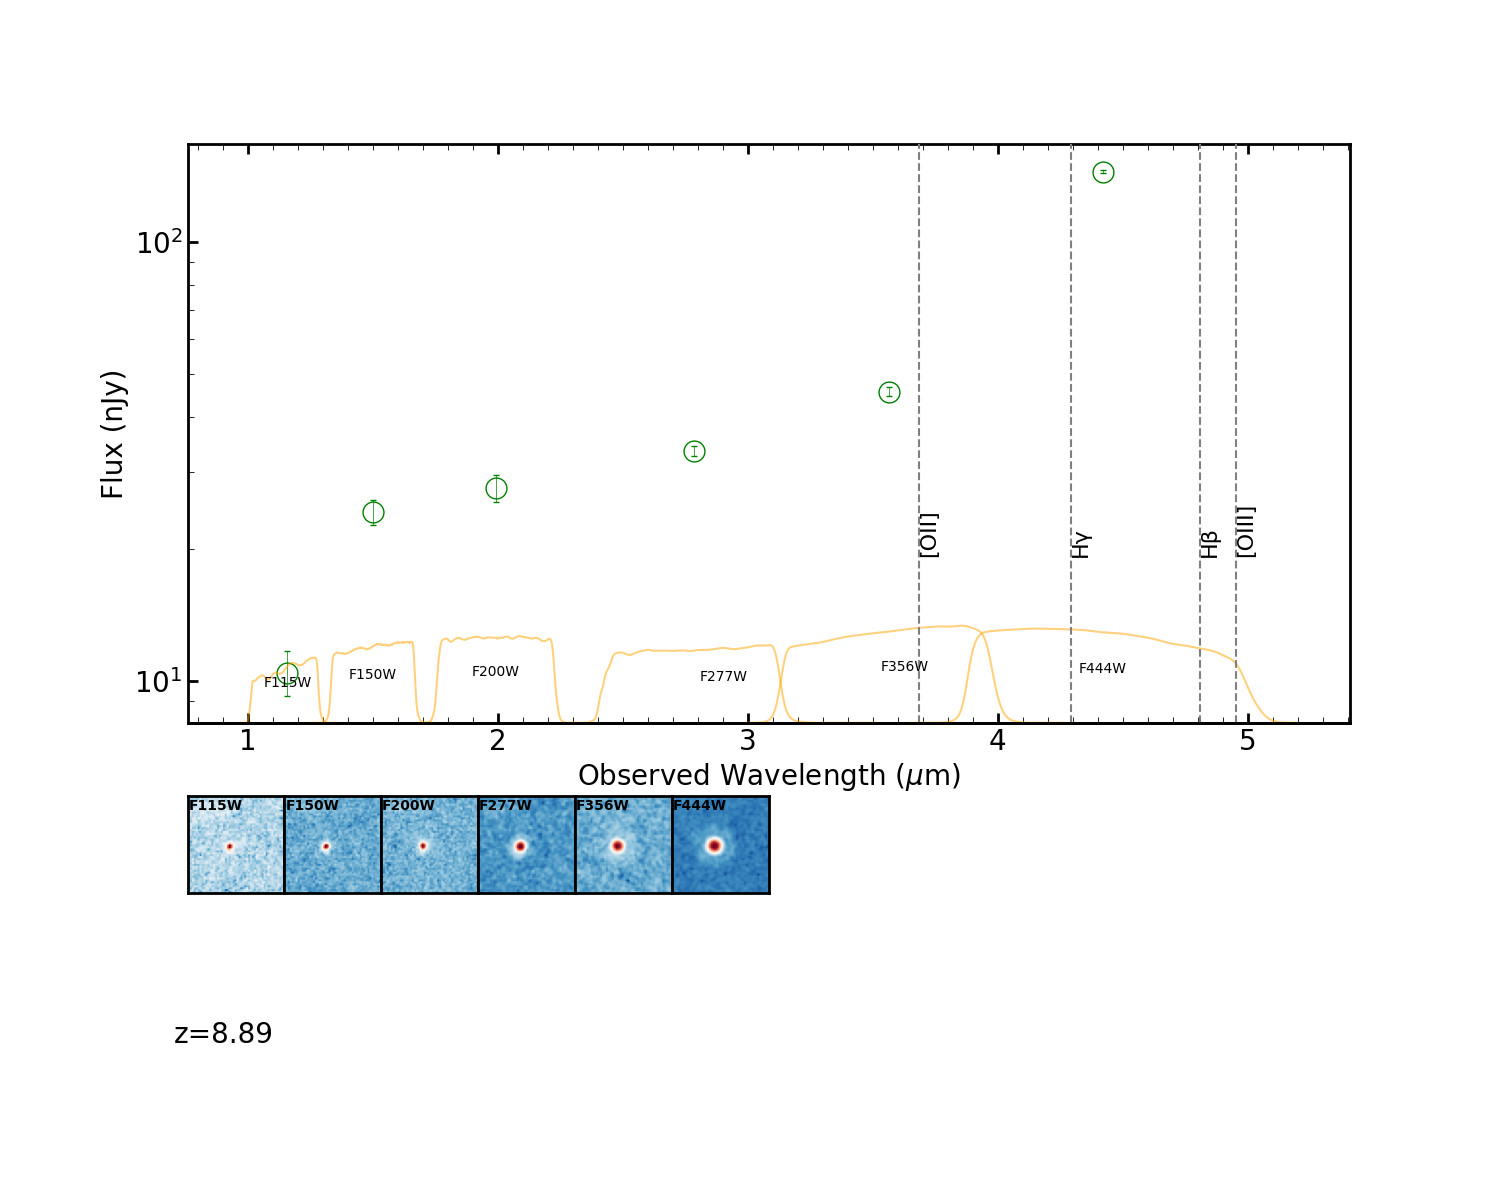 10²
10¹
Flux (nJy)
[OII]
Hγ
Hβ
[OIII]
F115W
F150W
F200W
F277W
F356W
F444W
1 2 3 4 5
Observed Wavelength (μm)
F115W F150W F200W F277W F356W F444W
z=8.89